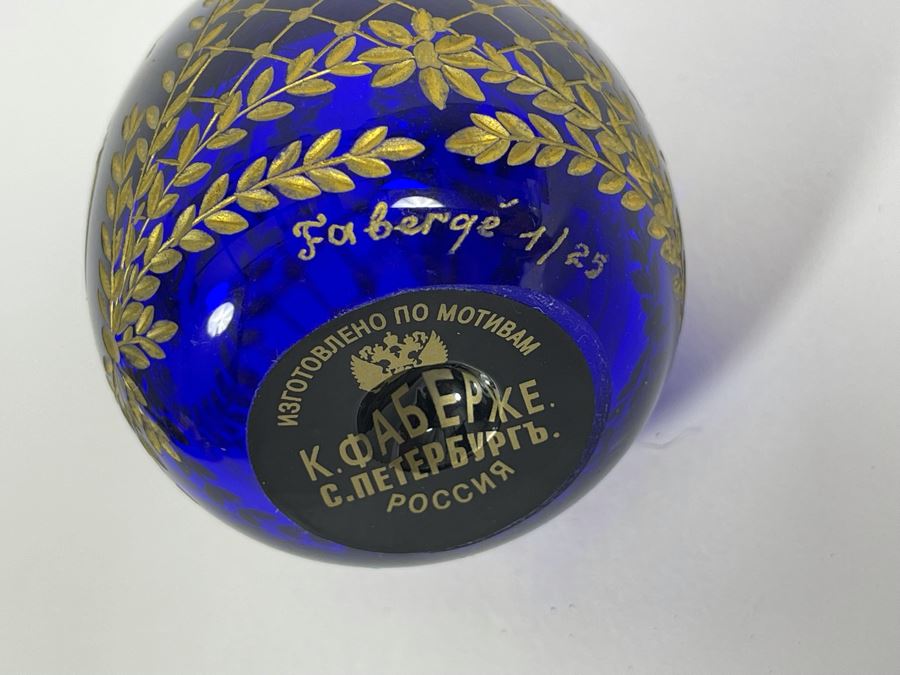 Fabergé 1/25
ИЗГОТОВЛЕНО ПО МОТИВАМ
К.ФАБЕРЖЕ.
С.ПЕТЕРБУРГЪ.
РОССИЯ